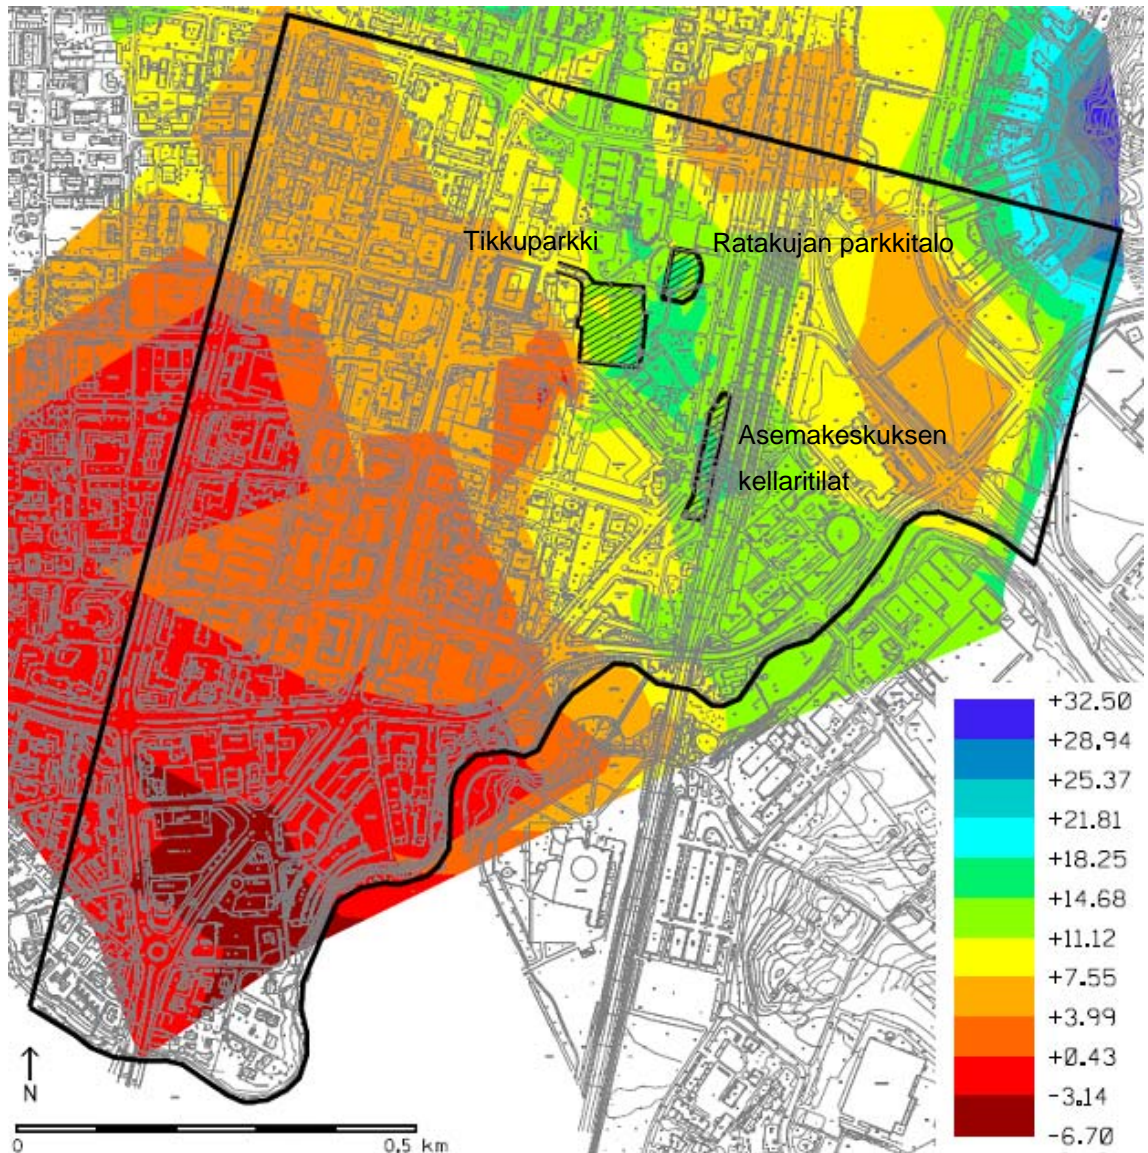 Tikkuparkki
Ratakujan parkkitalo
Asemakeskuksen
kellaritilat
+32.50
+28.94
+25.37
+21.81
+18.25
+14.68
+11.12
+7.55
+3.99
+0.43
-3.14
-6.70
N
0
0.5 km